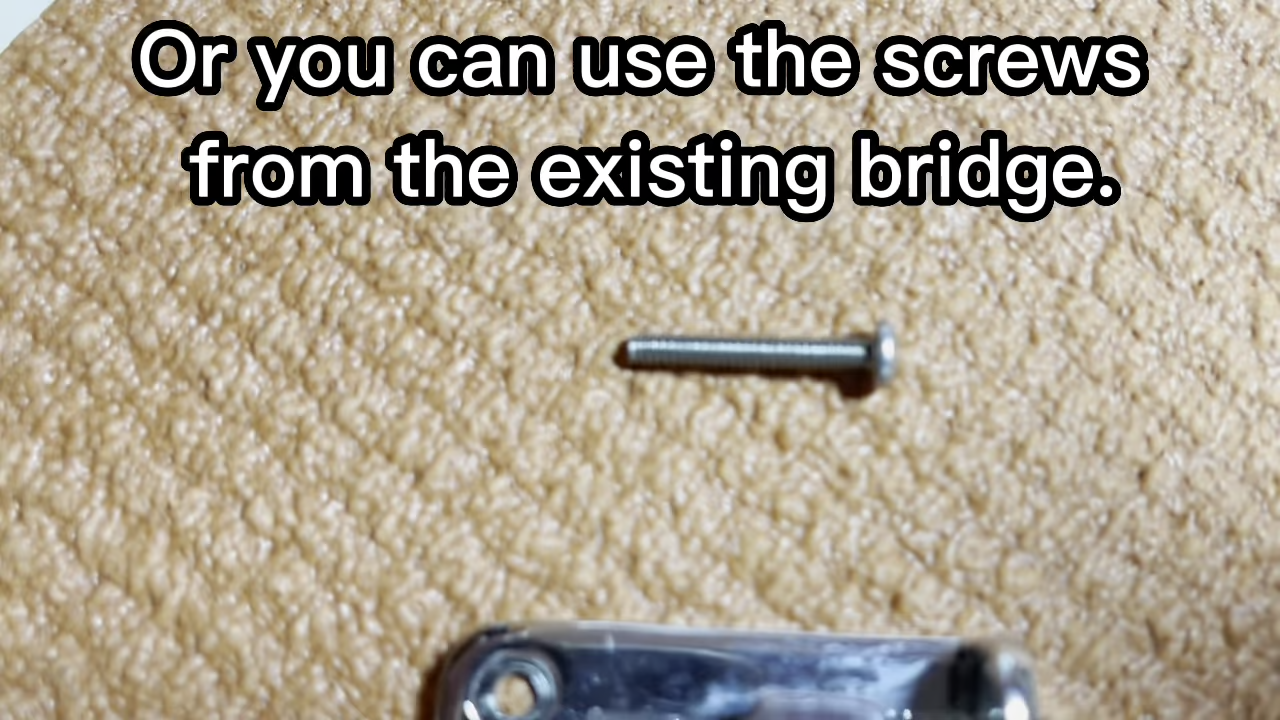 Or you can use the screws
from the existing bridge.